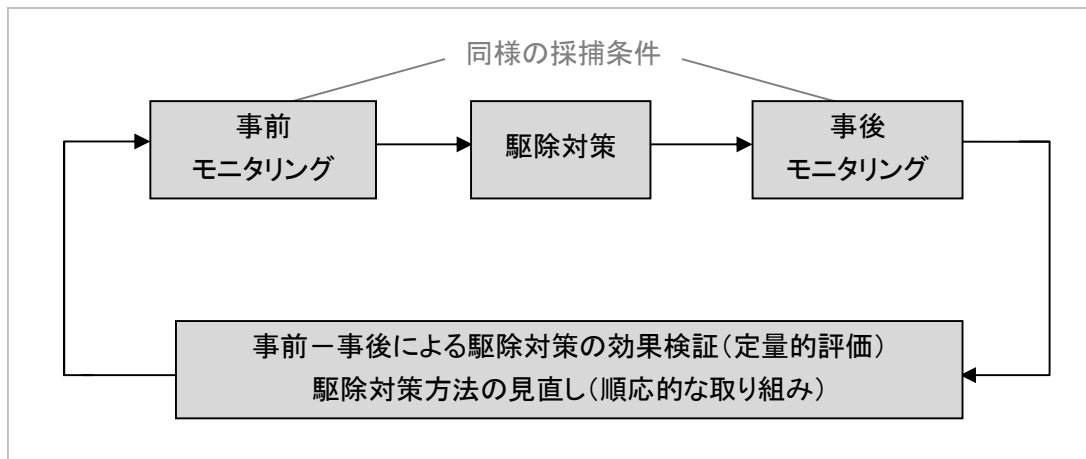 同様の採捕条件
事前
モニタリング
駆除対策
事後
モニタリング
事前－事後による駆除対策の効果検証（定量的評価）
駆除対策方法の見直し（順応的な取り組み）